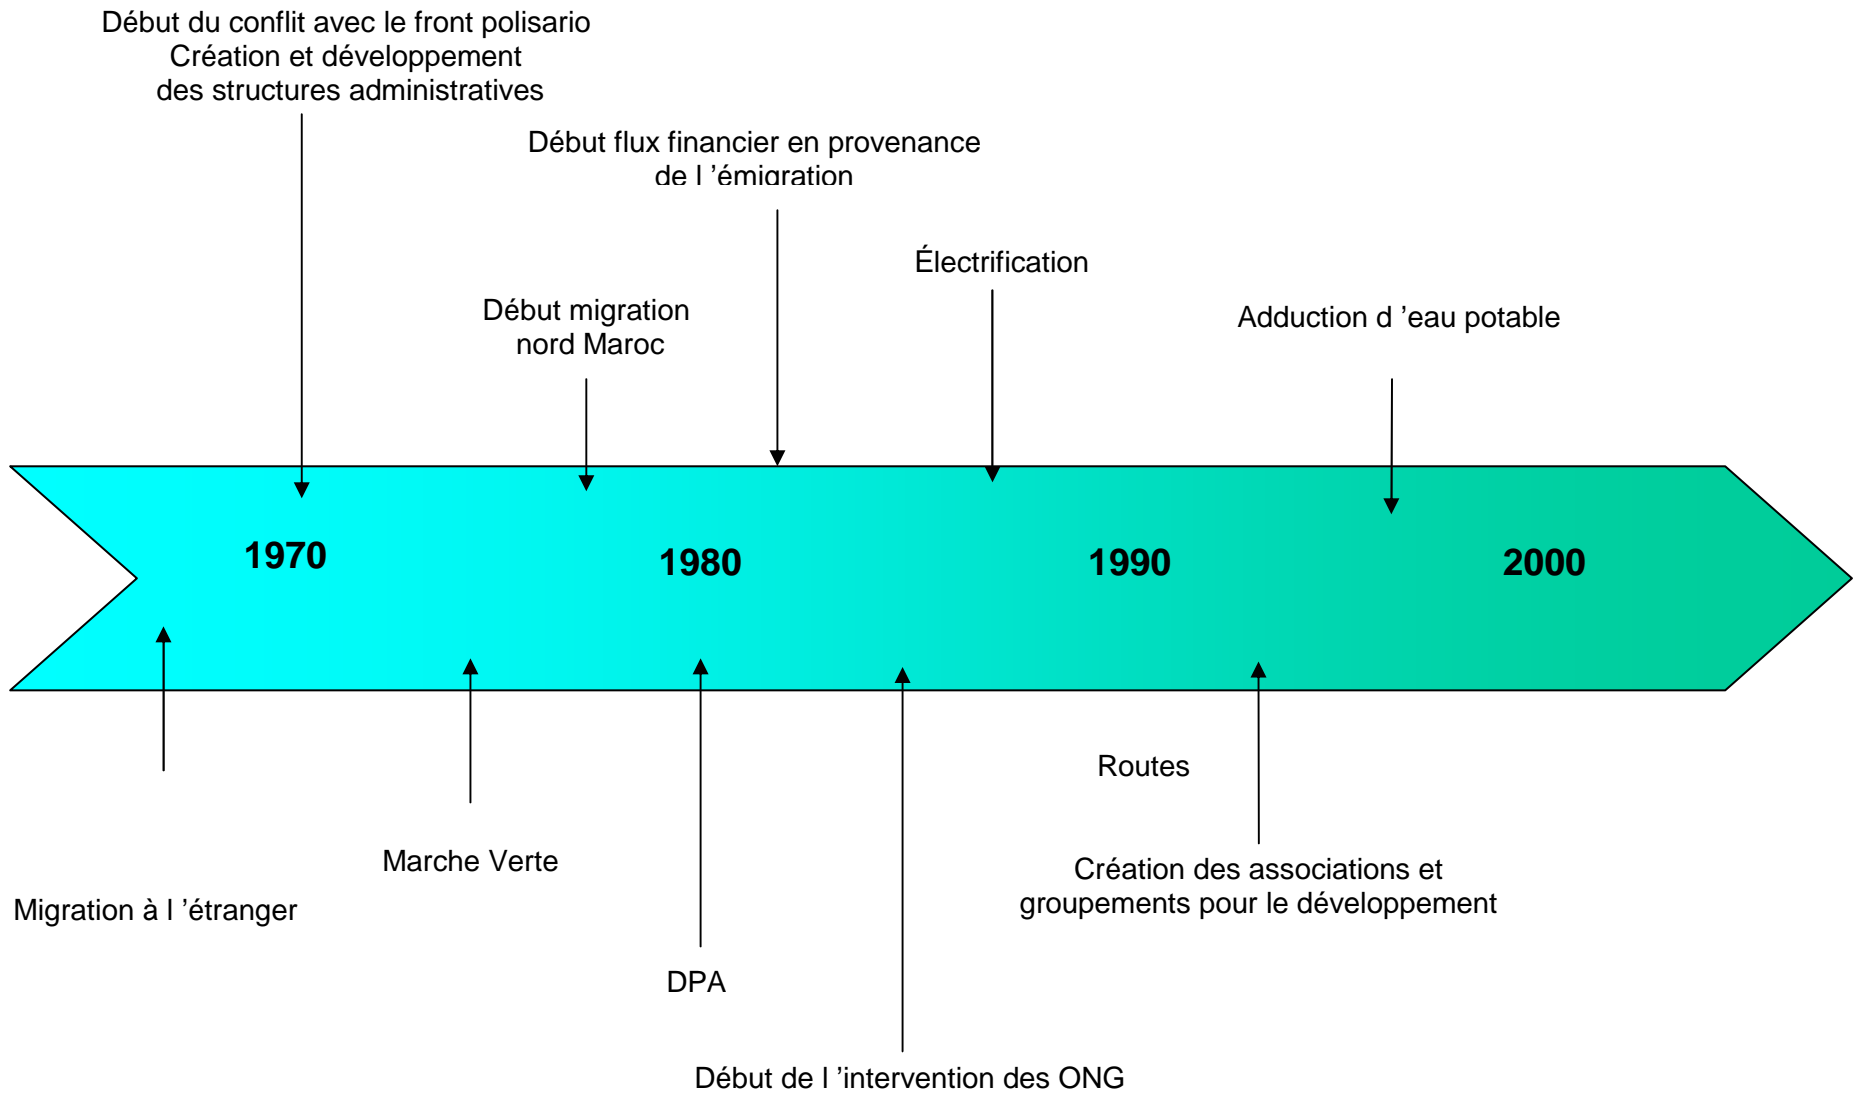 Début du conflit avec le front polisario
Création et développement
des structures administratives
Début flux financier en provenance
de l ’émigration
Électrification
Début migration
nord Maroc
Adduction d ’eau potable
1970
1980
1990
2000
Routes
Marche Verte
Création des associations et
groupements pour le développement
Migration à l ’étranger
DPA
Début de l ’intervention des ONG